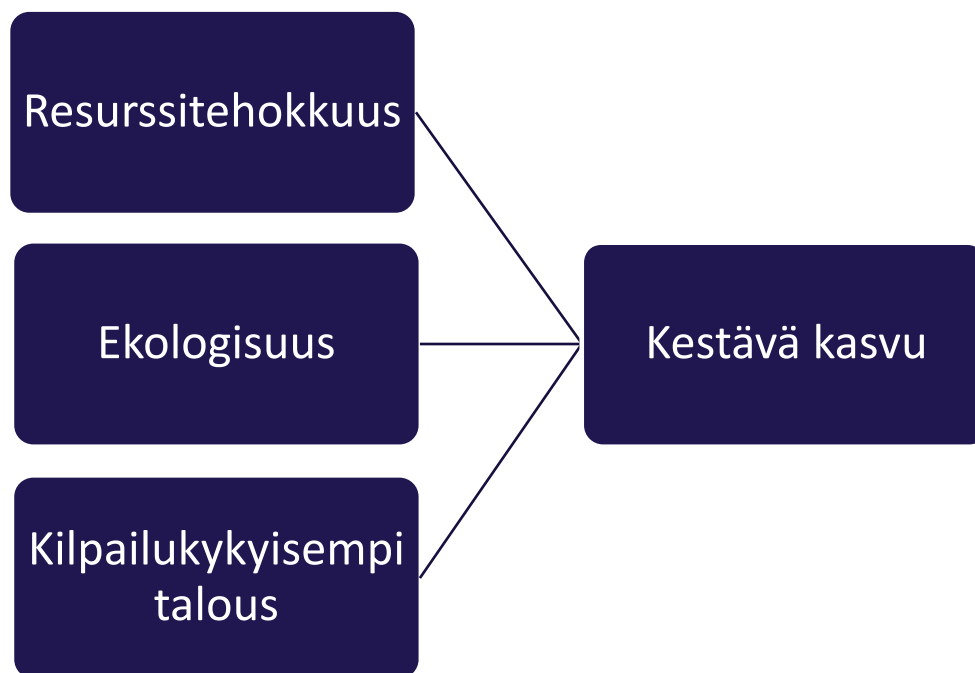 Resurssitehokkuus
Ekologisuus
Kestävä kasvu
Kilpailukykyisempi
talous